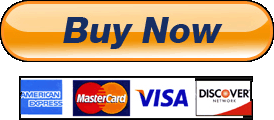 Buy Now
AMERICAN EXPRESS MasterCard VISA DISCOVER
NETWORK